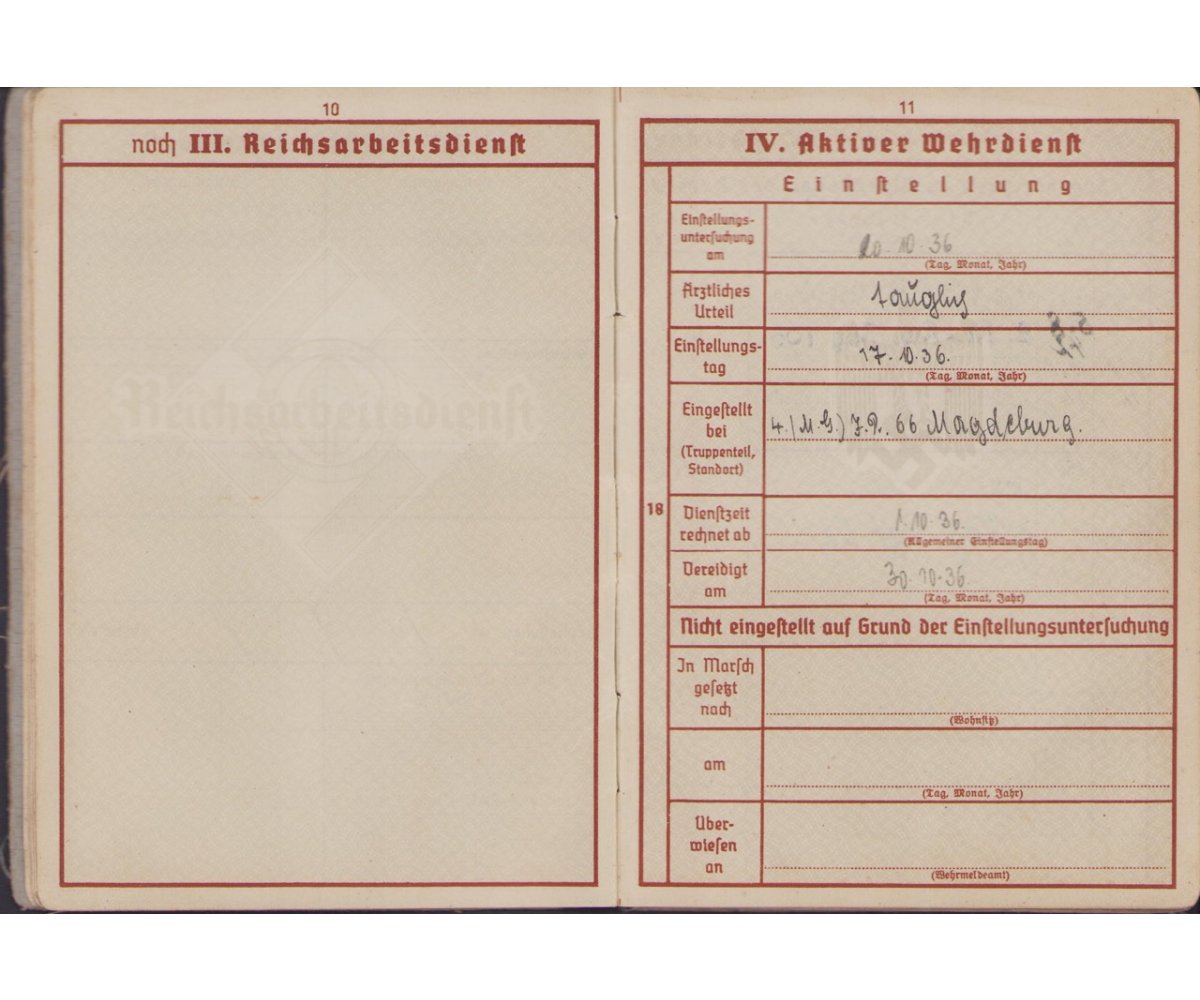 10
noch III. Reichsarbeitsdienst
Reichsarbeitsdienst
11
IV. Aktiver Wehrdienst
Einstellung
Einstellungs-
untersuchung
am
20.10.36
(Tag, Monat, Jahr)
Ärztliches
Urteil
tauglich
Einstellungs-
tag
17.10.36.
(Tag, Monat, Jahr)
Eingestellt
bei
(Truppenteil,
Standort)
4.(M.G.) J.R. 66 Magdeburg.
18
Dienstzeit
rechnet ab
1.10.36.
(Allgemeiner Einstellungstag)
Vereidigt
am
30.10.36.
(Tag, Monat, Jahr)
Nicht eingestellt auf Grund der Einstellungsuntersuchung
In Marsch
gesetzt
nach
(Wohnsitz)
am
(Tag, Monat, Jahr)
Über-
wiesen
an
(Wehrmeldeamt)